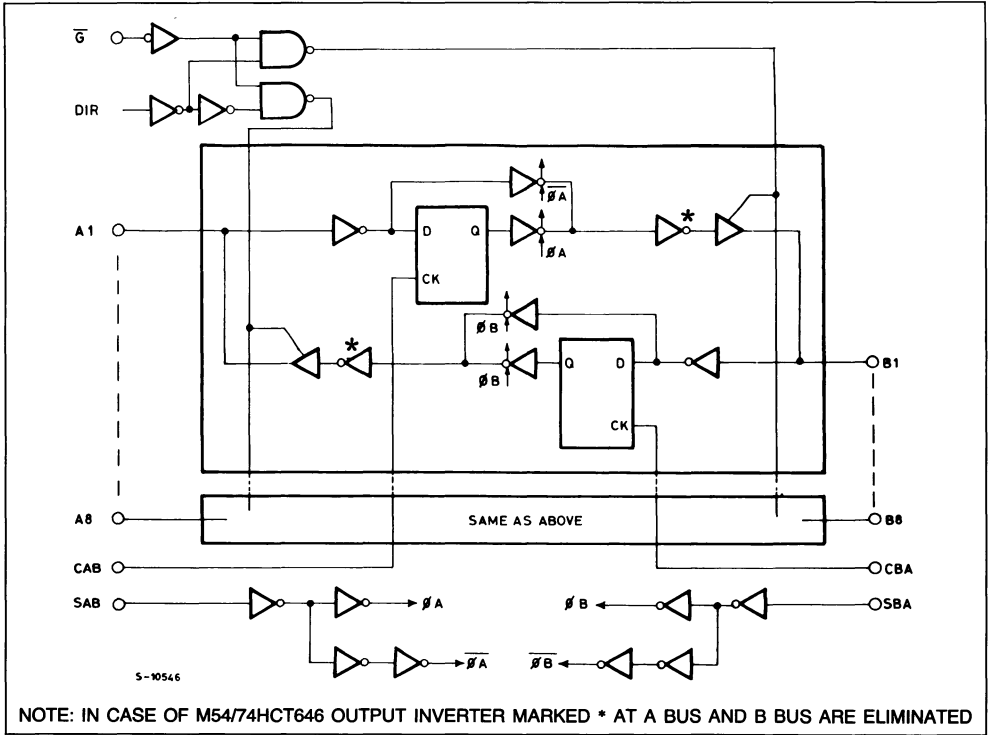 G̅
DIR
ØA̅
A1
D Q
*
ØA
CK
ØB
*
ØB
Q D
B1
CK
A8
SAME AS ABOVE
B8
CAB
CBA
SAB
ØA
ØB
SBA
ØA̅
ØB̅
S-10546
NOTE: IN CASE OF M54/74HCT646 OUTPUT INVERTER MARKED * AT A BUS AND B BUS ARE ELIMINATED